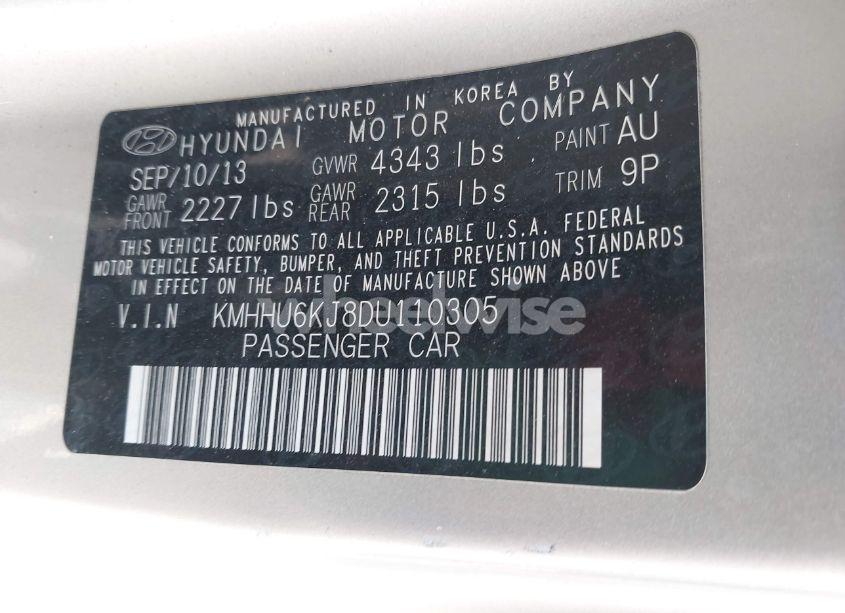 MANUFACTURED IN KOREA BY
HYUNDAI MOTOR COMPANY
SEP/10/13 GVWR 4343 lbs PAINT AU
GAWR FRONT 2227 lbs GAWR REAR 2315 lbs TRIM 9P
THIS VEHICLE CONFORMS TO ALL APPLICABLE U.S.A. FEDERAL
MOTOR VEHICLE SAFETY, BUMPER, AND THEFT PREVENTION STANDARDS
IN EFFECT ON THE DATE OF MANUFACTURE SHOWN ABOVE
V.I.N KMHHU6KJ8DU110305
wheelwise
PASSENGER CAR